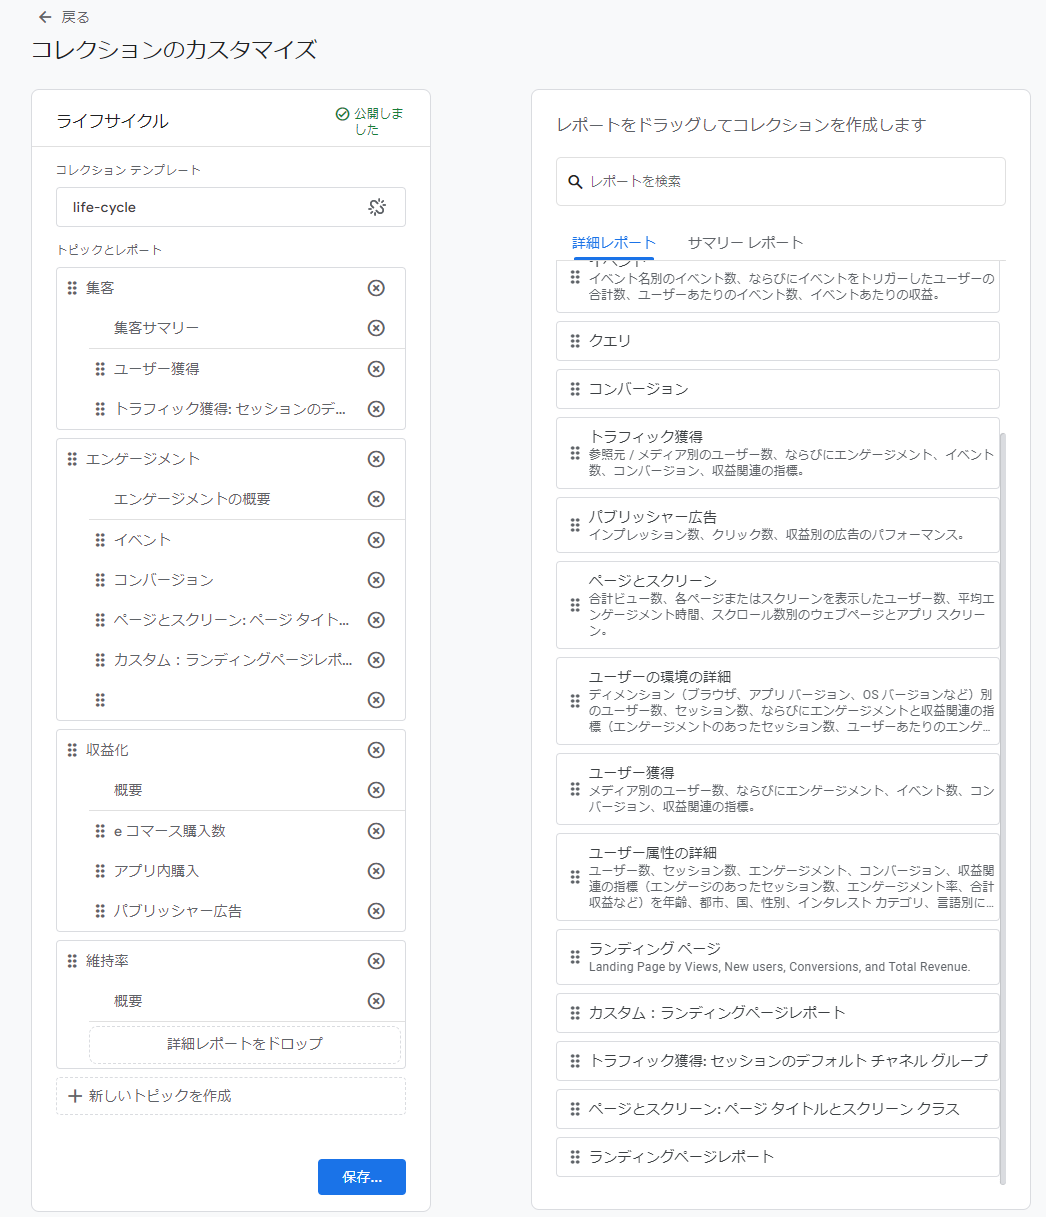 戻る
コレクションのカスタマイズ
ライフサイクル
公開しま
した
コレクション テンプレート
life-cycle
トピックとレポート
集客
集客サマリー
ユーザー獲得
トラフィック獲得: セッションのデ...
エンゲージメント
エンゲージメントの概要
イベント
コンバージョン
ページとスクリーン: ページ タイト...
カスタム：ランディングページレポ...
収益化
概要
e コマース購入数
アプリ内購入
パブリッシャー広告
維持率
概要
詳細レポートをドロップ
新しいトピックを作成
保存...
レポートをドラッグしてコレクションを作成します
レポートを検索
詳細レポート
サマリー レポート
イベント
イベント名別のイベント数、ならびにイベントをトリガーしたユーザーの
合計数、ユーザーあたりのイベント数、イベントあたりの収益。
クエリ
コンバージョン
トラフィック獲得
参照元 / メディア別のユーザー数、ならびにエンゲージメント、イベント
数、コンバージョン、収益関連の指標。
パブリッシャー広告
インプレッション数、クリック数、収益別の広告のパフォーマンス。
ページとスクリーン
合計ビュー数、各ページまたはスクリーンを表示したユーザー数、平均エ
ンゲージメント時間、スクロール数別のウェブページとアプリ スクリー
ン。
ユーザーの環境の詳細
ディメンション（ブラウザ、アプリ バージョン、OS バージョンなど）別
のユーザー数、セッション数、ならびにエンゲージメントと収益関連の指
標（エンゲージメントのあったセッション数、ユーザーあたりのエンゲ...
ユーザー獲得
メディア別のユーザー数、ならびにエンゲージメント、イベント数、コン
バージョン、収益関連の指標。
ユーザー属性の詳細
ユーザー数、セッション数、エンゲージメント、コンバージョン、収益関
連の指標（エンゲージのあったセッション数、エンゲージメント率、合計
収益など）を年齢、都市、国、性別、インタレスト カテゴリ、言語別に...
ランディング ページ
Landing Page by Views, New users, Conversions, and Total Revenue.
カスタム：ランディングページレポート
トラフィック獲得: セッションのデフォルト チャネル グループ
ページとスクリーン: ページ タイトルとスクリーン クラス
ランディングページレポート